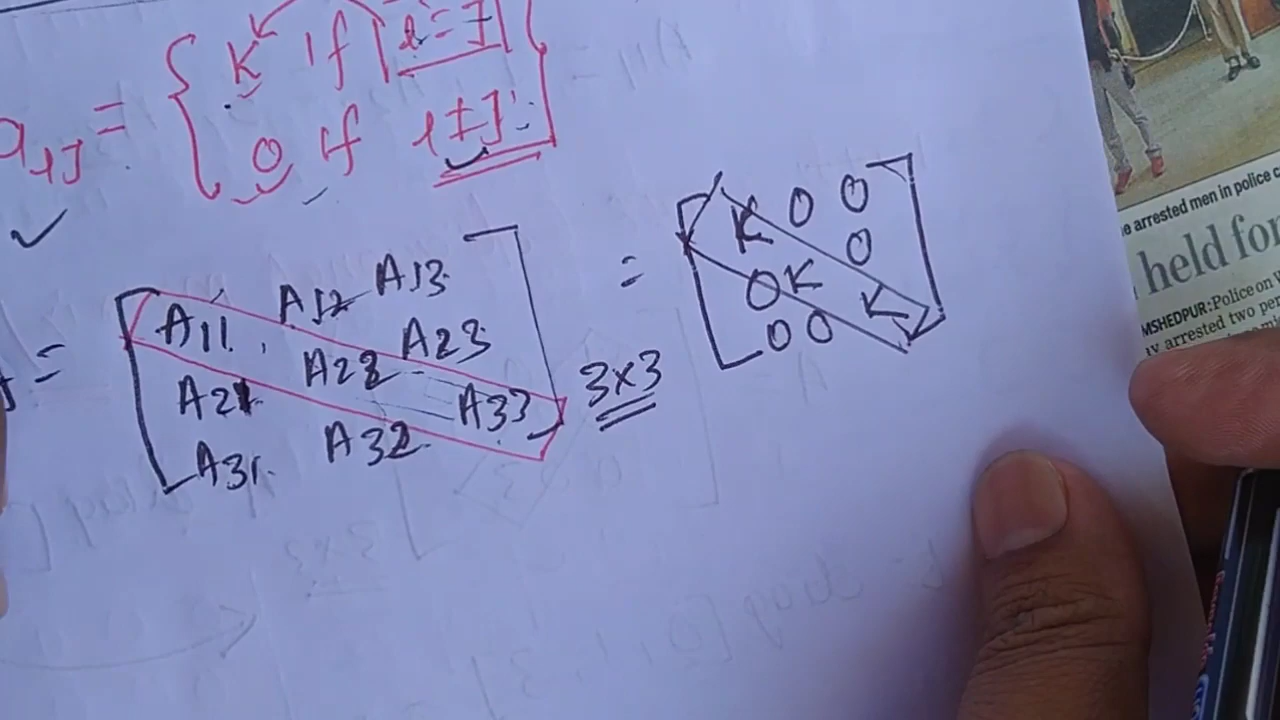 aIJ = { K If i=J
0 If i≠J
= [ A11, A12 A13 ] = [ K 0 0 ]
A21 A22 A23 0 K 0
A31 A32 A33 3×3 0 0 K
e arrested men in police c
held for
MSHEDPUR: Police on
arrested two per